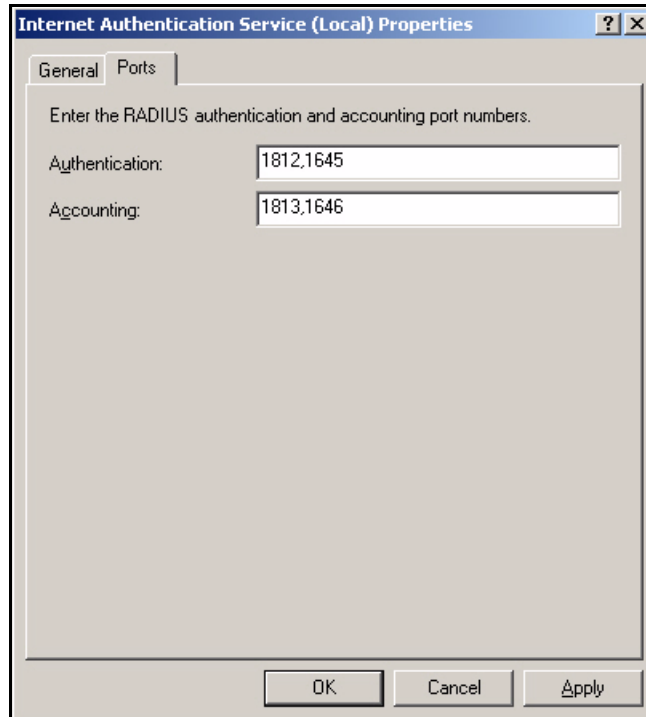 Internet Authentication Service (Local) Properties
General Ports
Enter the RADIUS authentication and accounting port numbers.
Authentication: 1812,1645
Accounting: 1813,1646
OK Cancel Apply